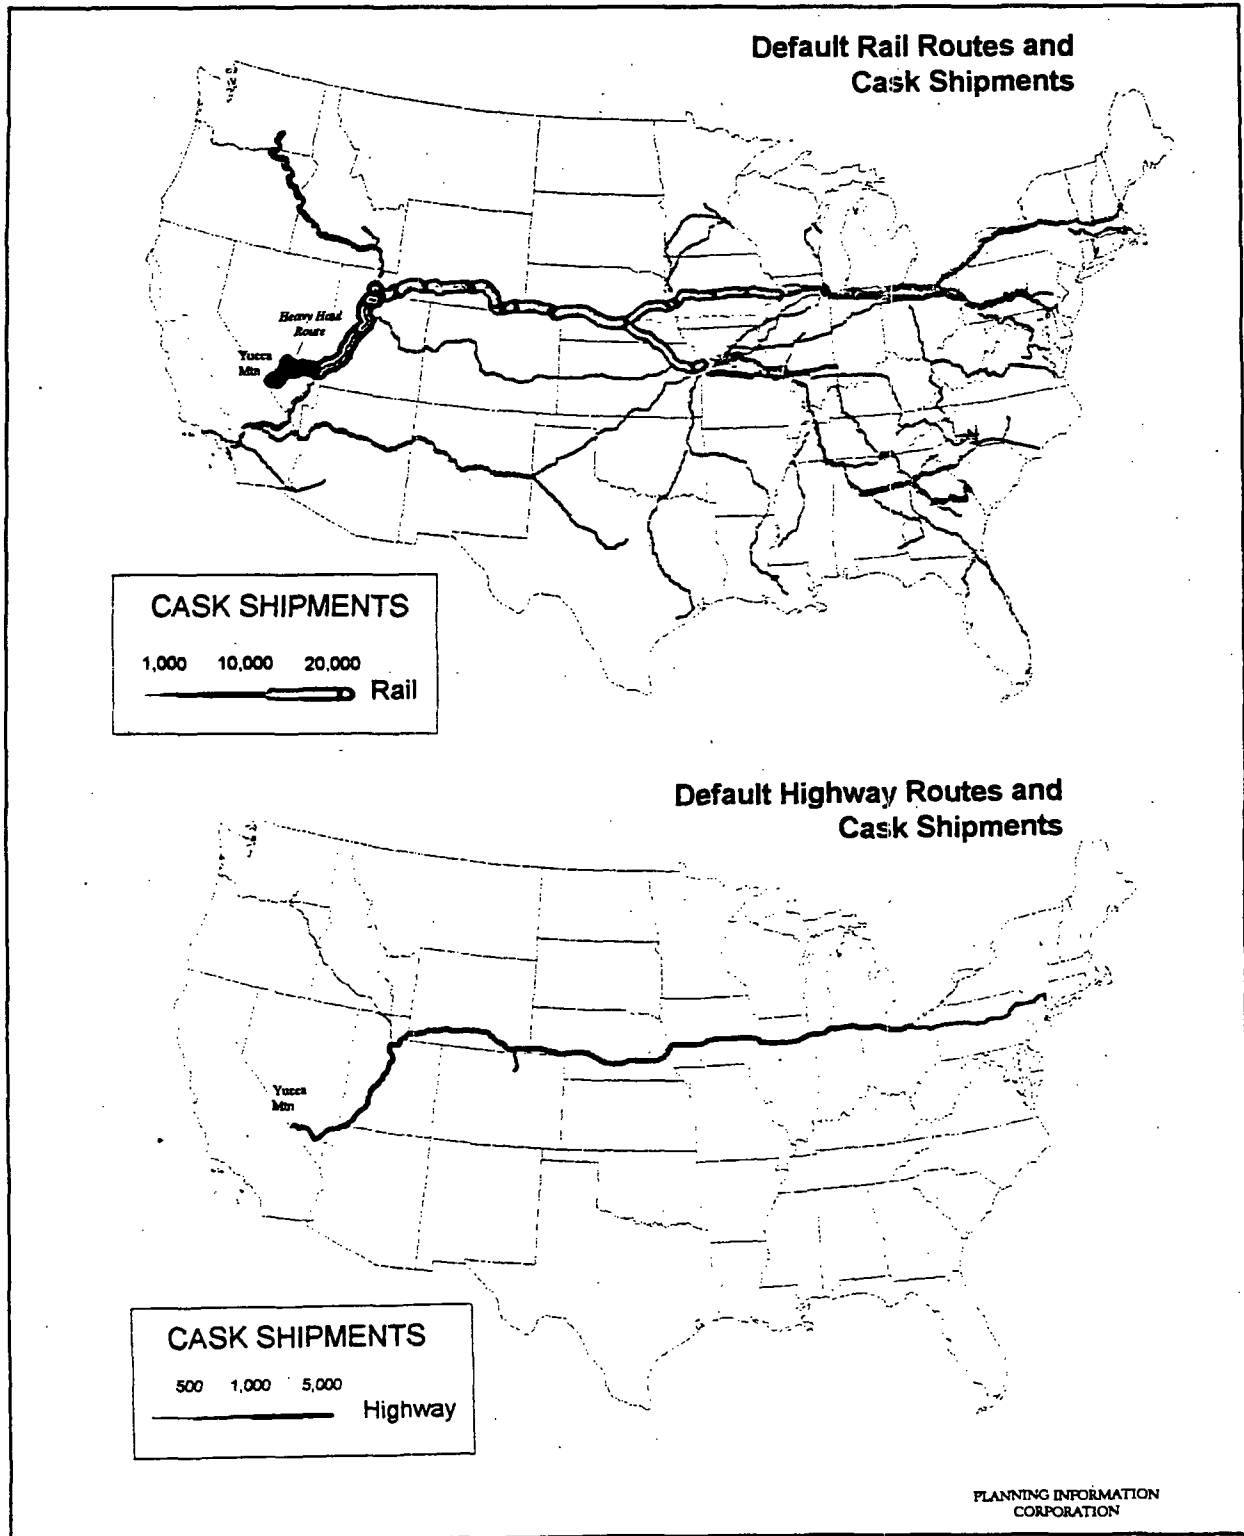 Default Rail Routes and
Cask Shipments
Heavy Haul
Route
Yucca
Mtn
CASK SHIPMENTS
1,000 10,000 20,000
Rail
Default Highway Routes and
Cask Shipments
Yucca
Mtn
CASK SHIPMENTS
500 1,000 5,000
Highway
PLANNING INFORMATION
CORPORATION